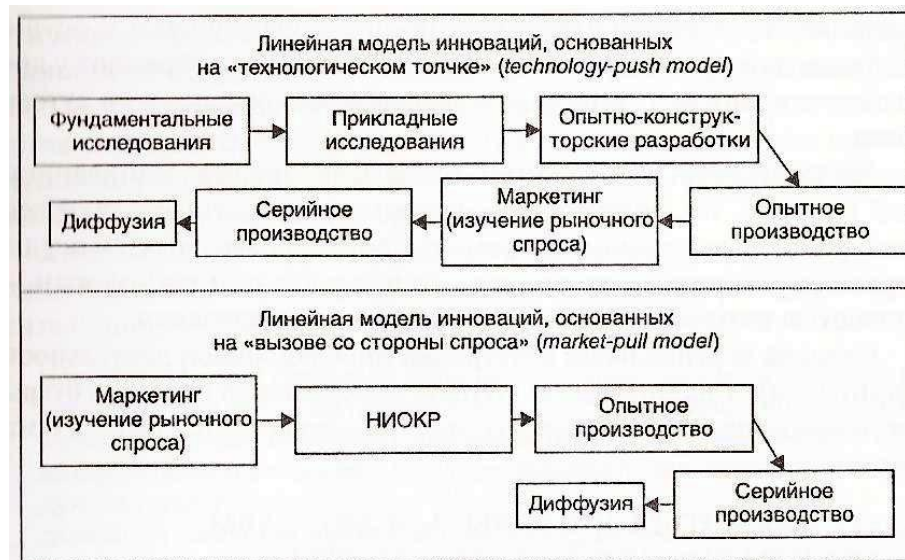 Линейная модель инноваций, основанных
на «технологическом толчке» (technology-push model)
Фундаментальные
исследования
Прикладные
исследования
Опытно-конструк-
торские разработки
Опытное
производство
Маркетинг
(изучение рыночного
спроса)
Серийное
производство
Диффузия
Линейная модель инноваций, основанных
на «вызове со стороны спроса» (market-pull model)
Маркетинг
(изучение рыночного
спроса)
НИОКР
Опытное
производство
Серийное
производство
Диффузия